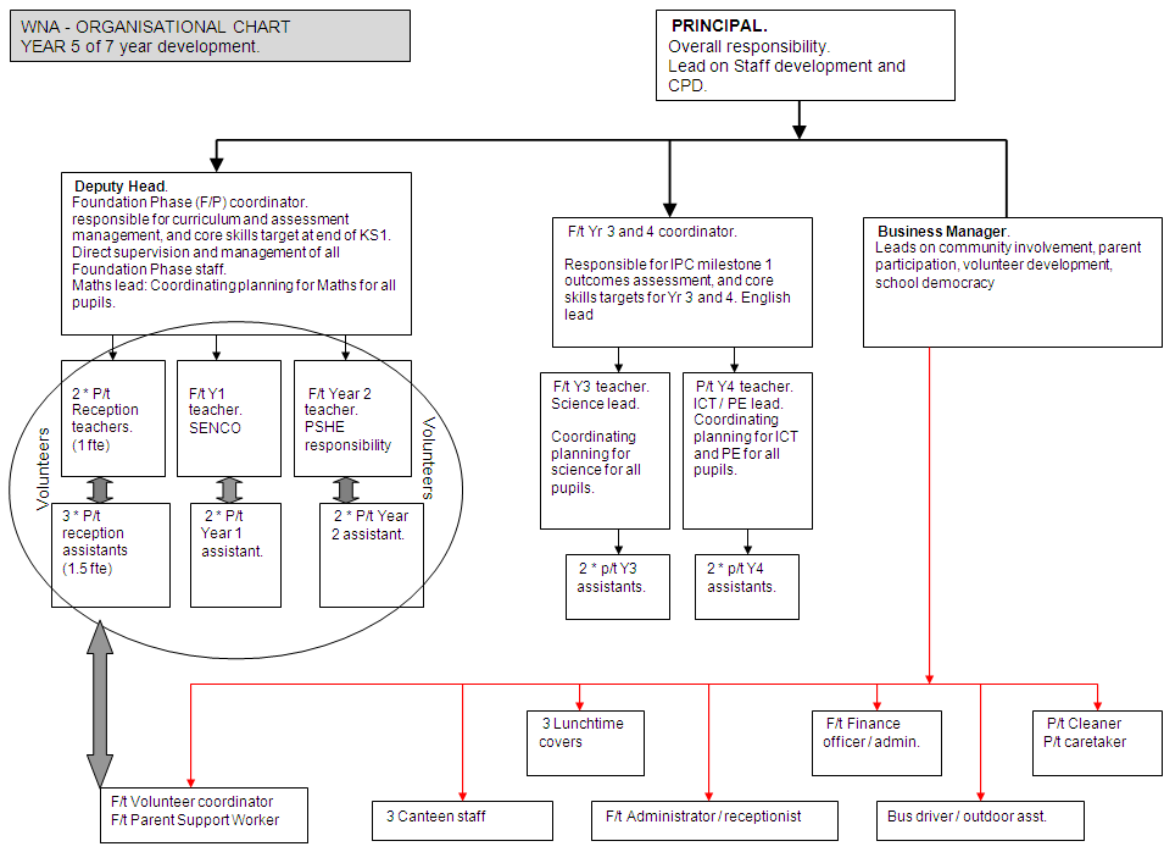 WNA - ORGANISATIONAL CHART
YEAR 5 of 7 year development.
PRINCIPAL.
Overall responsibility.
Lead on Staff development and
CPD.
Deputy Head.
Foundation Phase (F/P) coordinator.
responsible for curriculum and assessment
management, and core skills target at end of KS1.
Direct supervision and management of all
Foundation Phase staff.
Maths lead: Coordinating planning for Maths for all
pupils.
F/t Yr 3 and 4 coordinator.
Responsible for IPC milestone 1
outcomes assessment, and core
skills targets for Yr 3 and 4. English
lead
Business Manager.
Leads on community involvement, parent
participation, volunteer development,
school democracy
Volunteers
2 * P/t
Reception
teachers.
(1 fte)
F/t Y1
teacher.
SENCO
F/t Year 2
teacher.
PSHE
responsibility
Volunteers
F/t Y3 teacher.
Science lead.
Coordinating
planning for
science for all
pupils.
P/t Y4 teacher.
ICT / PE lead.
Coordinating
planning for ICT
and PE for all
pupils.
3 * P/t
reception
assistants
(1.5 fte)
2 * P/t
Year 1
assistant.
2 * P/t Year
2 assistant.
2 * p/t Y3
assistants.
2 * p/t Y4
assistants.
3 Lunchtime
covers
F/t Finance
officer / admin.
P/t Cleaner
P/t caretaker
F/t Volunteer coordinator
F/t Parent Support Worker
3 Canteen staff
F/t Administrator / receptionist
Bus driver / outdoor asst.